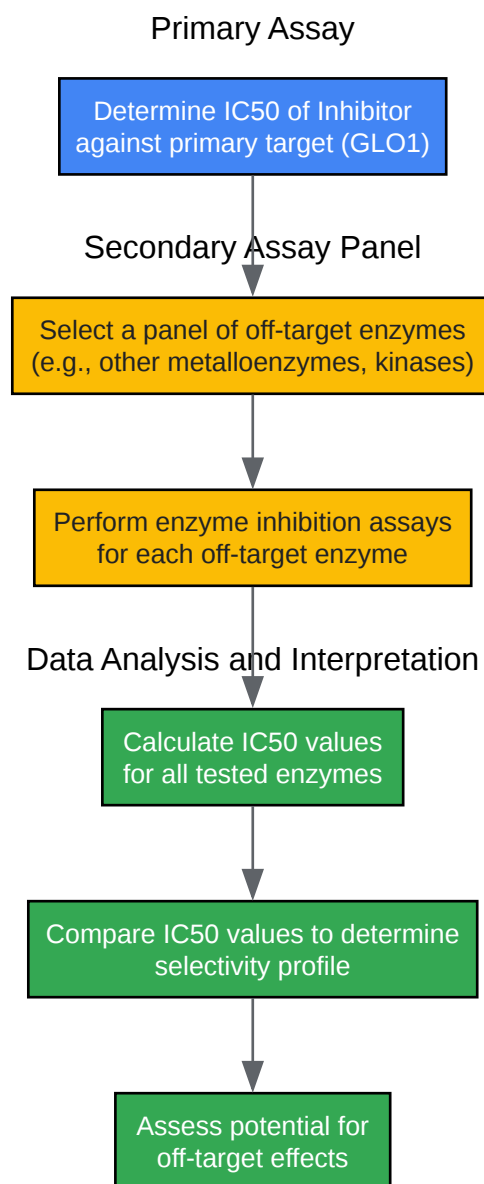 Primary Assay
Determine IC50 of Inhibitor
against primary target (GLO1)
Secondary Assay Panel
Select a panel of off-target enzymes
(e.g., other metalloenzymes, kinases)
Perform enzyme inhibition assays
for each off-target enzyme
Data Analysis and Interpretation
Calculate IC50 values
for all tested enzymes
Compare IC50 values to determine
selectivity profile
Assess potential for
off-target effects